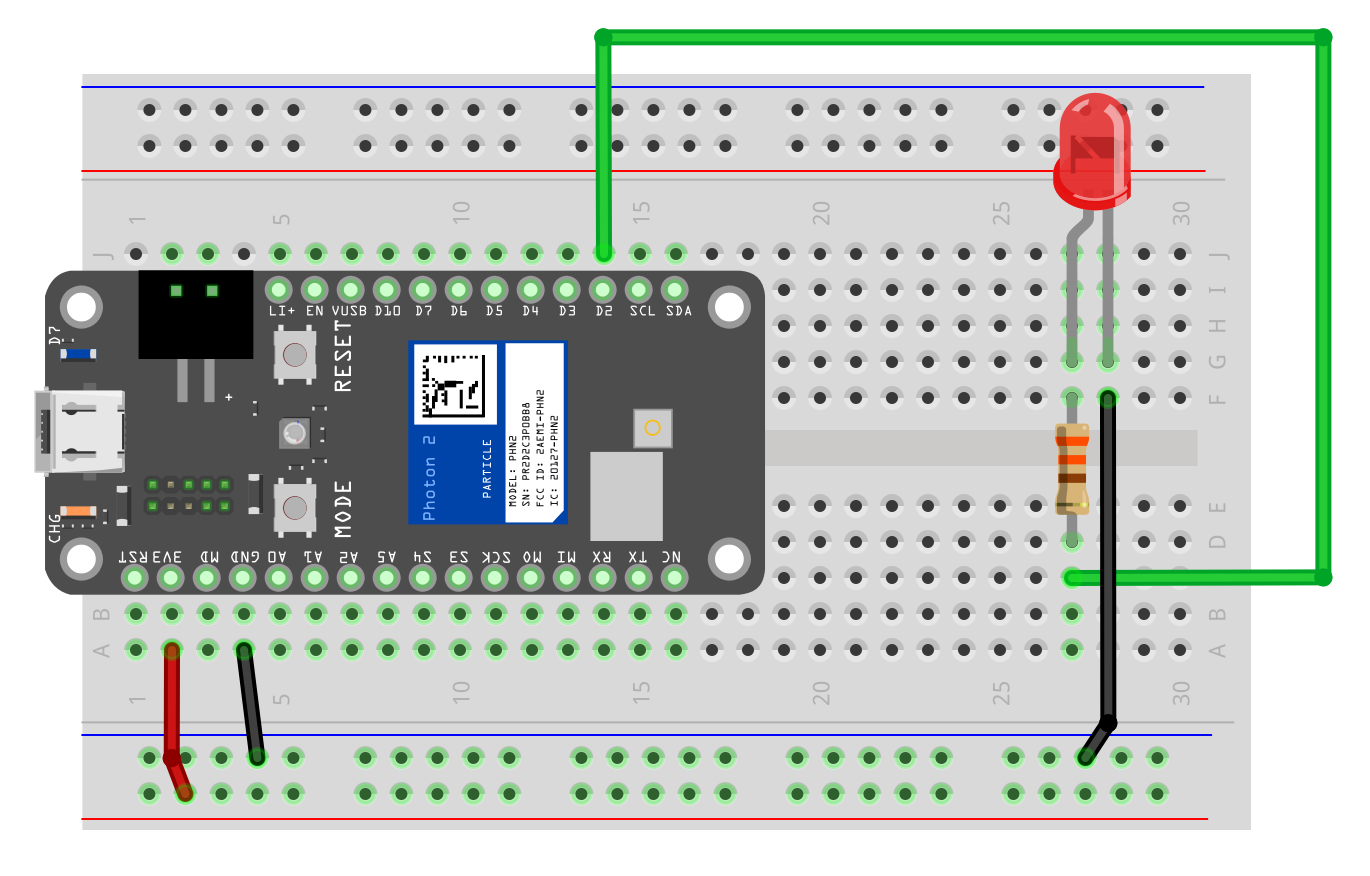 1 5 10 15 20 25 30
J J
I
H
G
F
E
D
B B
A A
LI+ EN VUSB D10 D7 D6 D5 D4 D3 D2 SCL SDA
D7
RESET
+
Photon 2
PARTICLE
MODEL: PHN2
SN: PR2D2C3P0BB8
FCC ID: 2AEMI-PHN2
IC: 20127-PHN2
MODE
CHG
RST 3V3 MD GND A0 A1 A2 A5 S4 S3 SCK MO MI RX TX NC
1 5 10 15 20 25 30